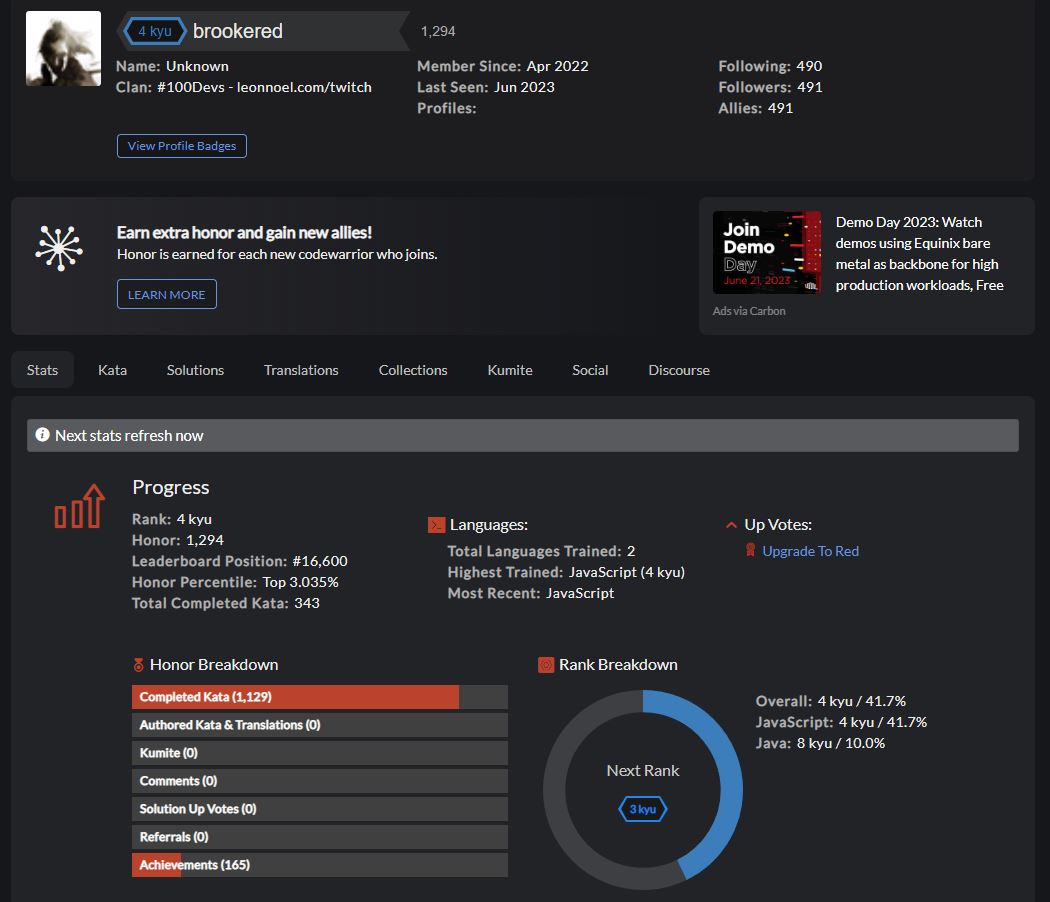 4 kyu brookered 1,294
Name: Unknown
Clan: #100Devs - leonnoel.com/twitch
Member Since: Apr 2022
Last Seen: Jun 2023
Profiles:
Following: 490
Followers: 491
Allies: 491
View Profile Badges
Earn extra honor and gain new allies!
Honor is earned for each new codewarrior who joins.
LEARN MORE
Join
Demo
Day
June 21, 2023
Demo Day 2023: Watch
demos using Equinix bare
metal as backbone for high
production workloads, Free
Ads via Carbon
Stats Kata Solutions Translations Collections Kumite Social Discourse
Next stats refresh now
Progress
Rank: 4 kyu
Honor: 1,294
Leaderboard Position: #16,600
Honor Percentile: Top 3.035%
Total Completed Kata: 343
Languages:
Total Languages Trained: 2
Highest Trained: JavaScript (4 kyu)
Most Recent: JavaScript
Up Votes:
Upgrade To Red
Honor Breakdown
Completed Kata (1,129)
Authored Kata & Translations (0)
Kumite (0)
Comments (0)
Solution Up Votes (0)
Referrals (0)
Achievements (165)
Rank Breakdown
Next Rank
3 kyu
Overall: 4 kyu / 41.7%
JavaScript: 4 kyu / 41.7%
Java: 8 kyu / 10.0%